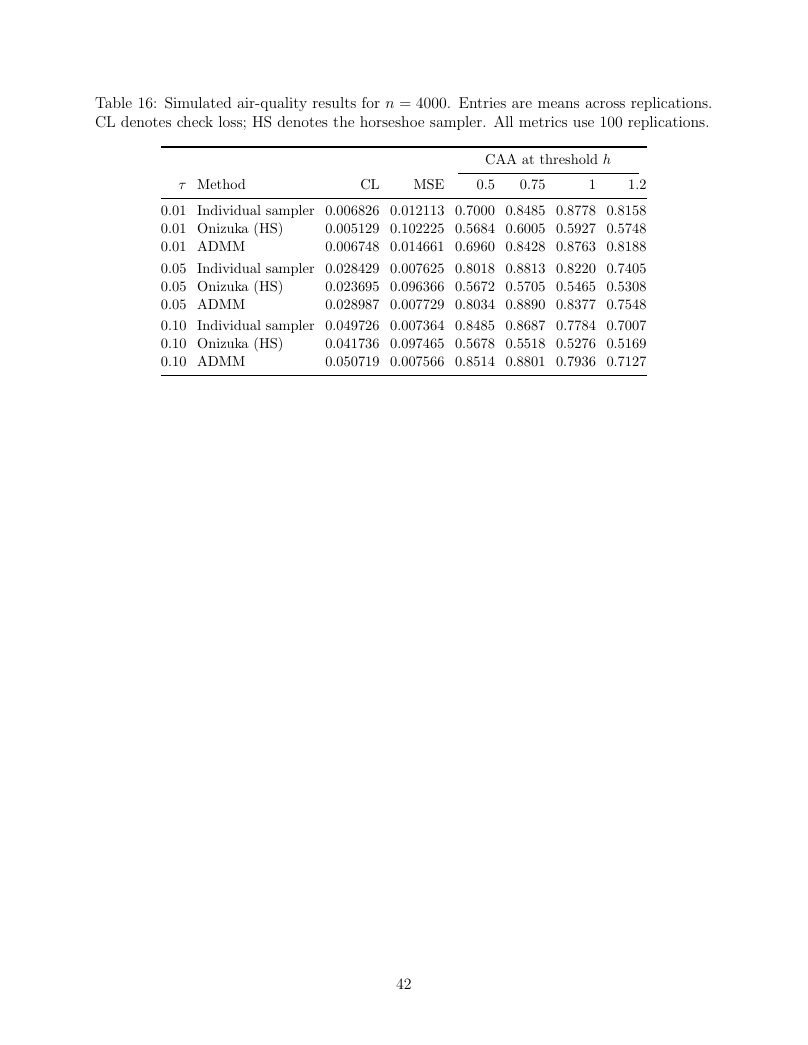 Table 16: Simulated air-quality results for n = 4000. Entries are means across replications.
CL denotes check loss; HS denotes the horseshoe sampler. All metrics use 100 replications.
CAA at threshold h
τ Method CL MSE 0.5 0.75 1 1.2
0.01 Individual sampler 0.006826 0.012113 0.7000 0.8485 0.8778 0.8158
0.01 Onizuka (HS) 0.005129 0.102225 0.5684 0.6005 0.5927 0.5748
0.01 ADMM 0.006748 0.014661 0.6960 0.8428 0.8763 0.8188
0.05 Individual sampler 0.028429 0.007625 0.8018 0.8813 0.8220 0.7405
0.05 Onizuka (HS) 0.023695 0.096366 0.5672 0.5705 0.5465 0.5308
0.05 ADMM 0.028987 0.007729 0.8034 0.8890 0.8377 0.7548
0.10 Individual sampler 0.049726 0.007364 0.8485 0.8687 0.7784 0.7007
0.10 Onizuka (HS) 0.041736 0.097465 0.5678 0.5518 0.5276 0.5169
0.10 ADMM 0.050719 0.007566 0.8514 0.8801 0.7936 0.7127
42